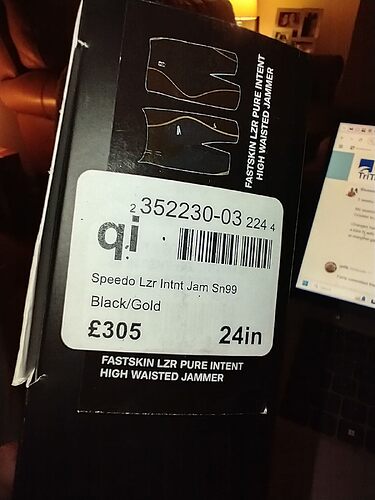 FASTSKIN LZR PURE INTENT
HIGH WAISTED JAMMER
2 352230-03 224 4
qi
Speedo Lzr Intnt Jam Sn99
Black/Gold
£305 24in
FASTSKIN LZR PURE INTENT
HIGH WAISTED JAMMER